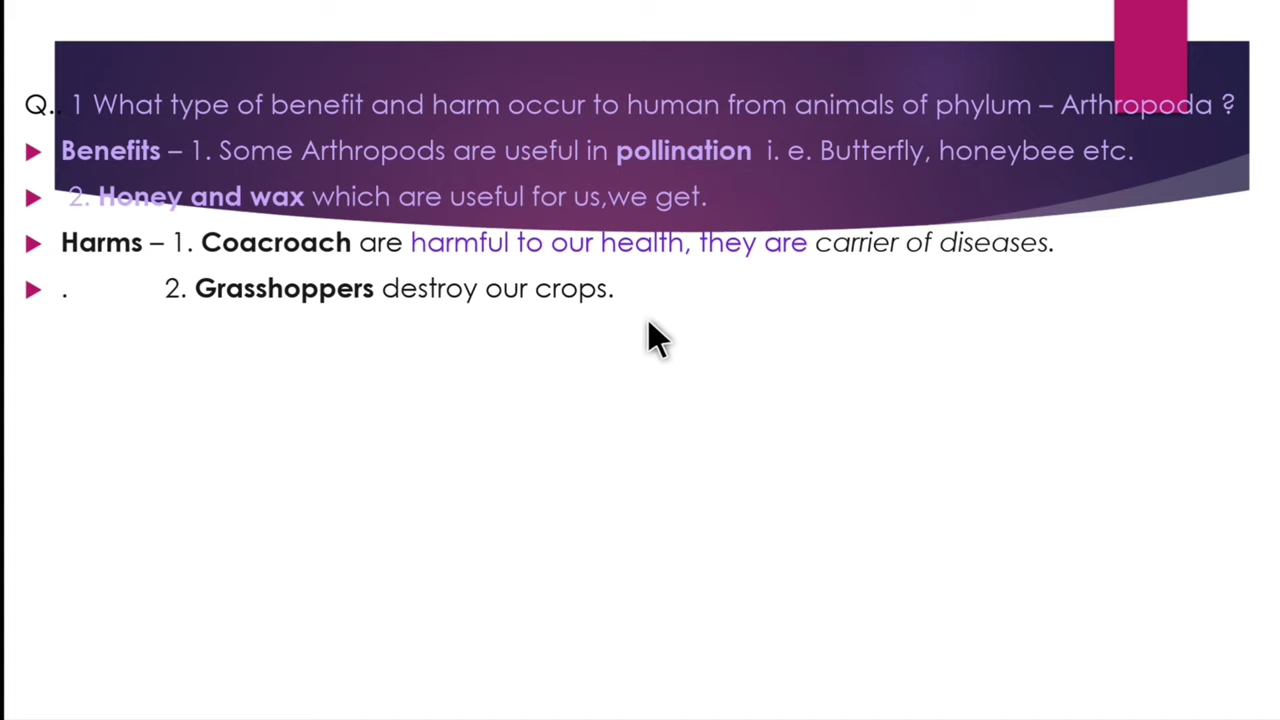 Q.. 1 What type of benefit and harm occur to human from animals of phylum – Arthropoda ?
Benefits – 1. Some Arthropods are useful in pollination i. e. Butterfly, honeybee etc.
2. Honey and wax which are useful for us,we get.
Harms – 1. Coacroach are harmful to our health, they are carrier of diseases.
. 2. Grasshoppers destroy our crops.